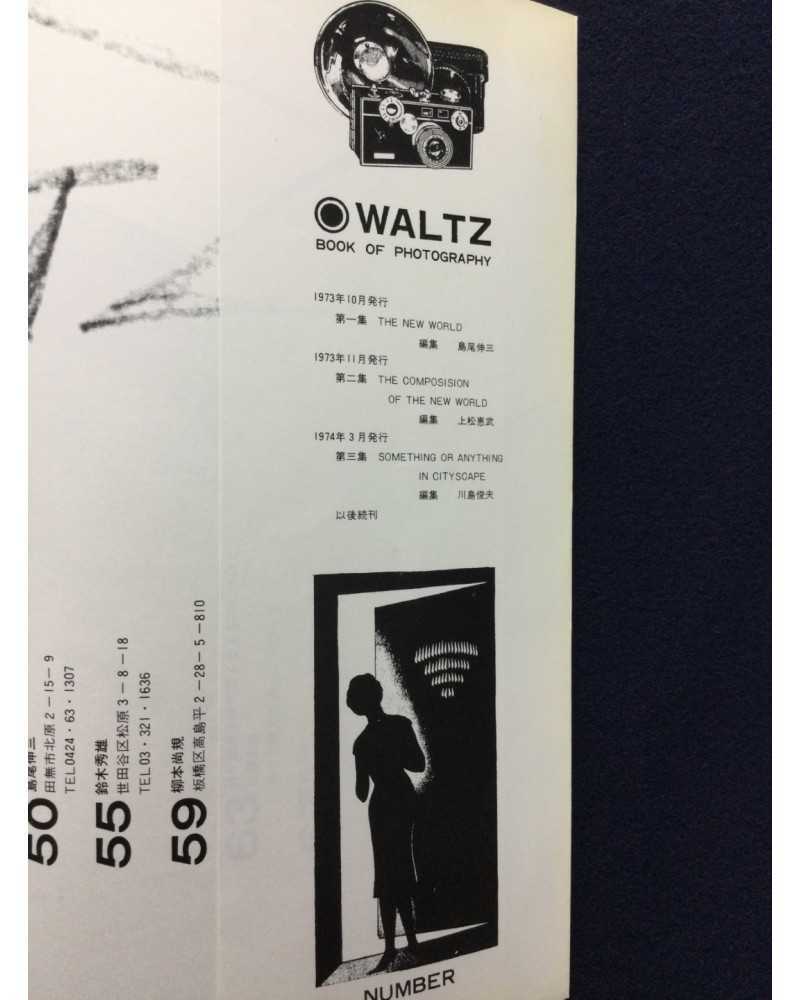 WALTZ
BOOK OF PHOTOGRAPHY
1973年10月発行
第一集 THE NEW WORLD
編集 島尾伸三
1973年11月発行
第二集 THE COMPOSISION
OF THE NEW WORLD
編集 上松恵武
1974年3月発行
第三集 SOMETHING OR ANYTHING
IN CITYSCAPE
編集 川島俊夫
以後続刊
NUMBER
50 島尾伸三
田無市北原2-15-9
TEL0424・63・1307
55 鈴木秀雄
世田谷区松原3-8-18
TEL03・321・1636
59 柳本尚規
板橋区高島平2-28-5-810
63